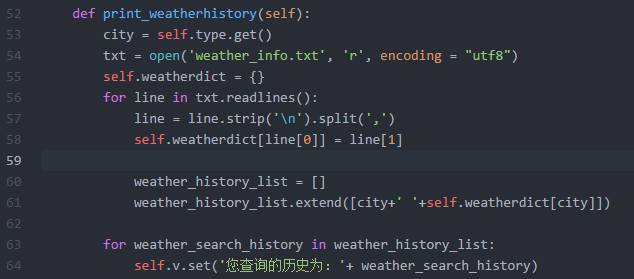 52 def print_weatherhistory(self):
53 city = self.type.get()
54 txt = open('weather_info.txt', 'r', encoding = "utf8")
55 self.weatherdict = {}
56 for line in txt.readlines():
57 line = line.strip('\n').split(',')
58 self.weatherdict[line[0]] = line[1]
59
60 weather_history_list = []
61 weather_history_list.extend([city+' '+self.weatherdict[city]])
62
63 for weather_search_history in weather_history_list:
64 self.v.set('您查询的历史为：'+ weather_search_history)